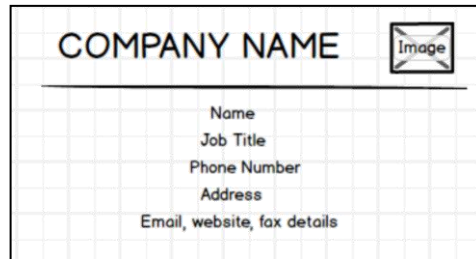 COMPANY NAME
Image
Name
Job Title
Phone Number
Address
Email, website, fax details